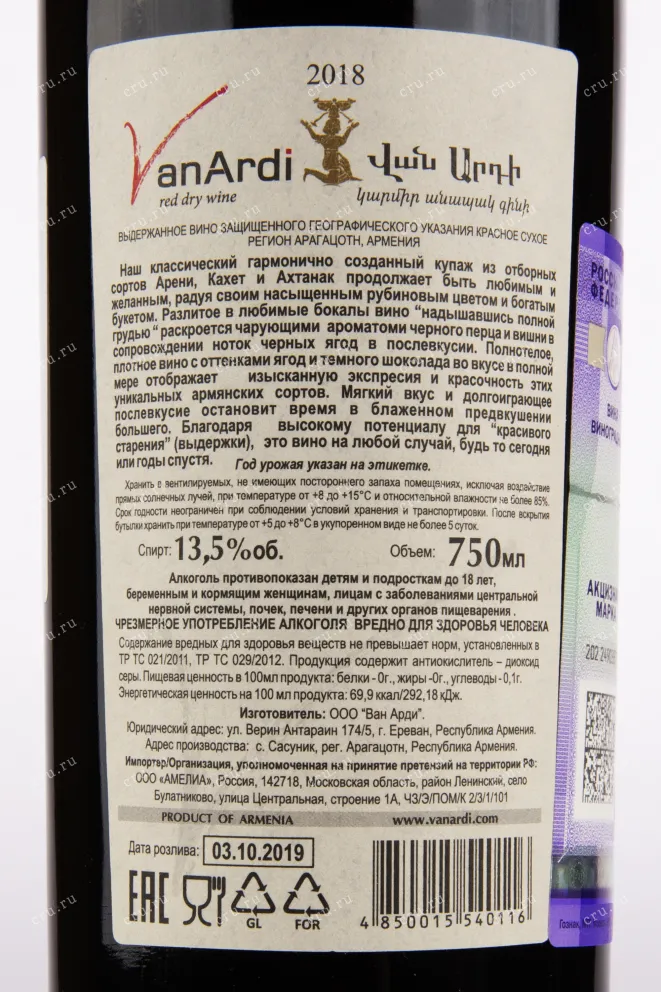 2018
VanArdi
Վան Արդի
red dry wine
կարմիր անապակ գինի
ВЫДЕРЖАННОЕ ВИНО ЗАЩИЩЕННОГО ГЕОГРАФИЧЕСКОГО УКАЗАНИЯ КРАСНОЕ СУХОЕ
РЕГИОН АРАГАЦОТН, АРМЕНИЯ
Наш классический гармонично созданный купаж из отборных
сортов Арени, Кахет и Ахтанак продолжает быть любимым и
желанным, радуя своим насыщенным рубиновым цветом и богатым
букетом. Разлитое в любимые бокалы вино “надышавшись полной
грудью “ раскроется чарующими ароматоми черного перца и вишни в
сопровождении ноток черных ягод в послевкусии. Полнотелое,
плотное вино с оттенками ягод и темного шоколада во вкусе в полной
мере отображает изысканную экспресия и красочность этих
уникальных армянских сортов. Мягкий вкус и долгоиграющее
послевкусие остановит время в блаженном предвкушении
большего. Благодаря высокому потенциалу для “красивого
старения” (выдержки), это вино на любой случай, будь то сегодня
или годы спустя. Год урожая указан на этикетке.
Хранить в вентилируемых, не имеющих постороннего запаха помещениях, исключая воздействие
прямых солнечных лучей, при температуре от +8 до +15°С и относительной влажности не более 85%.
Срок годности неограничен при соблюдении условий хранения и транспортировки. После вскрытия
бутылки хранить при температуре от +5 до +8°С в укупоренном виде не более 5 суток.
Спирт: 13,5%об. Объем: 750мл
Алкоголь противопоказан детям и подросткам до 18 лет,
беременным и кормящим женщинам, лицам с заболеваниями центральной
нервной системы, почек, печени и других органов пищеварения .
ЧРЕЗМЕРНОЕ УПОТРЕБЛЕНИЕ АЛКОГОЛЯ ВРЕДНО ДЛЯ ЗДОРОВЬЯ ЧЕЛОВЕКА
Содержание вредных для здоровья веществ не превышает норм, установленных в
ТР ТС 021/2011, ТР ТС 029/2012. Продукция содержит антиокислитель – диоксид
серы. Пищевая ценность в 100мл продукта: белки - 0г., жиры -0г., углеводы - 0,1г.
Энергетическая ценность на 100 мл продукта: 69,9 ккал/292,18 кДж.
Изготовитель: ООО “Ван Арди”.
Юридический адрес: ул. Верин Антараин 174/5, г. Ереван, Республика Армения.
Адрес производства: с. Сасуник, рег. Арагацотн, Республика Армения.
Импортер/Организация, уполномоченная на принятие претензий на территории РФ:
ООО «АМЕЛИА», Россия, 142718, Московская область, район Ленинский, село
Булатниково, улица Центральная, строение 1А, ЧЗ/Э/ПОМ/К 2/3/1/101
PRODUCT OF ARMENIA www.vanardi.com
Дата розлива: 03.10.2019
EAC
GL
FOR
4 850015 540116
cru.ru